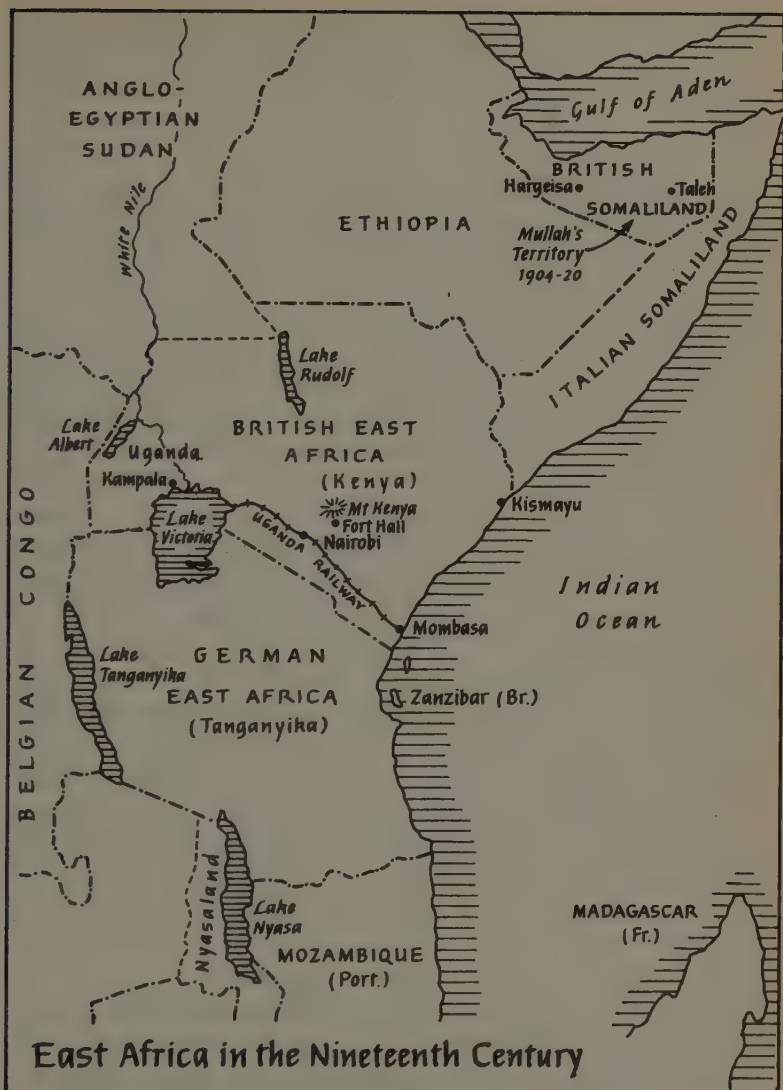 ANGLO-
EGYPTIAN
SUDAN
White Nile
Gulf of Aden
BRITISH
Hargeisa
Taleh
SOMALILAND
Mullah's
Territory
1904-20
ETHIOPIA
ITALIAN SOMALILAND
Lake
Rudolf
Lake
Albert
Uganda
Kampala
BRITISH EAST
AFRICA
(Kenya)
Mt Kenya
Fort Hall
Nairobi
Lake
Victoria
UGANDA RAILWAY
Kismayu
Mombasa
Indian
Ocean
BELGIAN CONGO
Lake
Tanganyika
GERMAN
EAST AFRICA
(Tanganyika)
Zanzibar (Br.)
Nyasaland
Lake
Nyasa
MOZAMBIQUE
(Port.)
MADAGASCAR
(Fr.)
East Africa in the Nineteenth Century